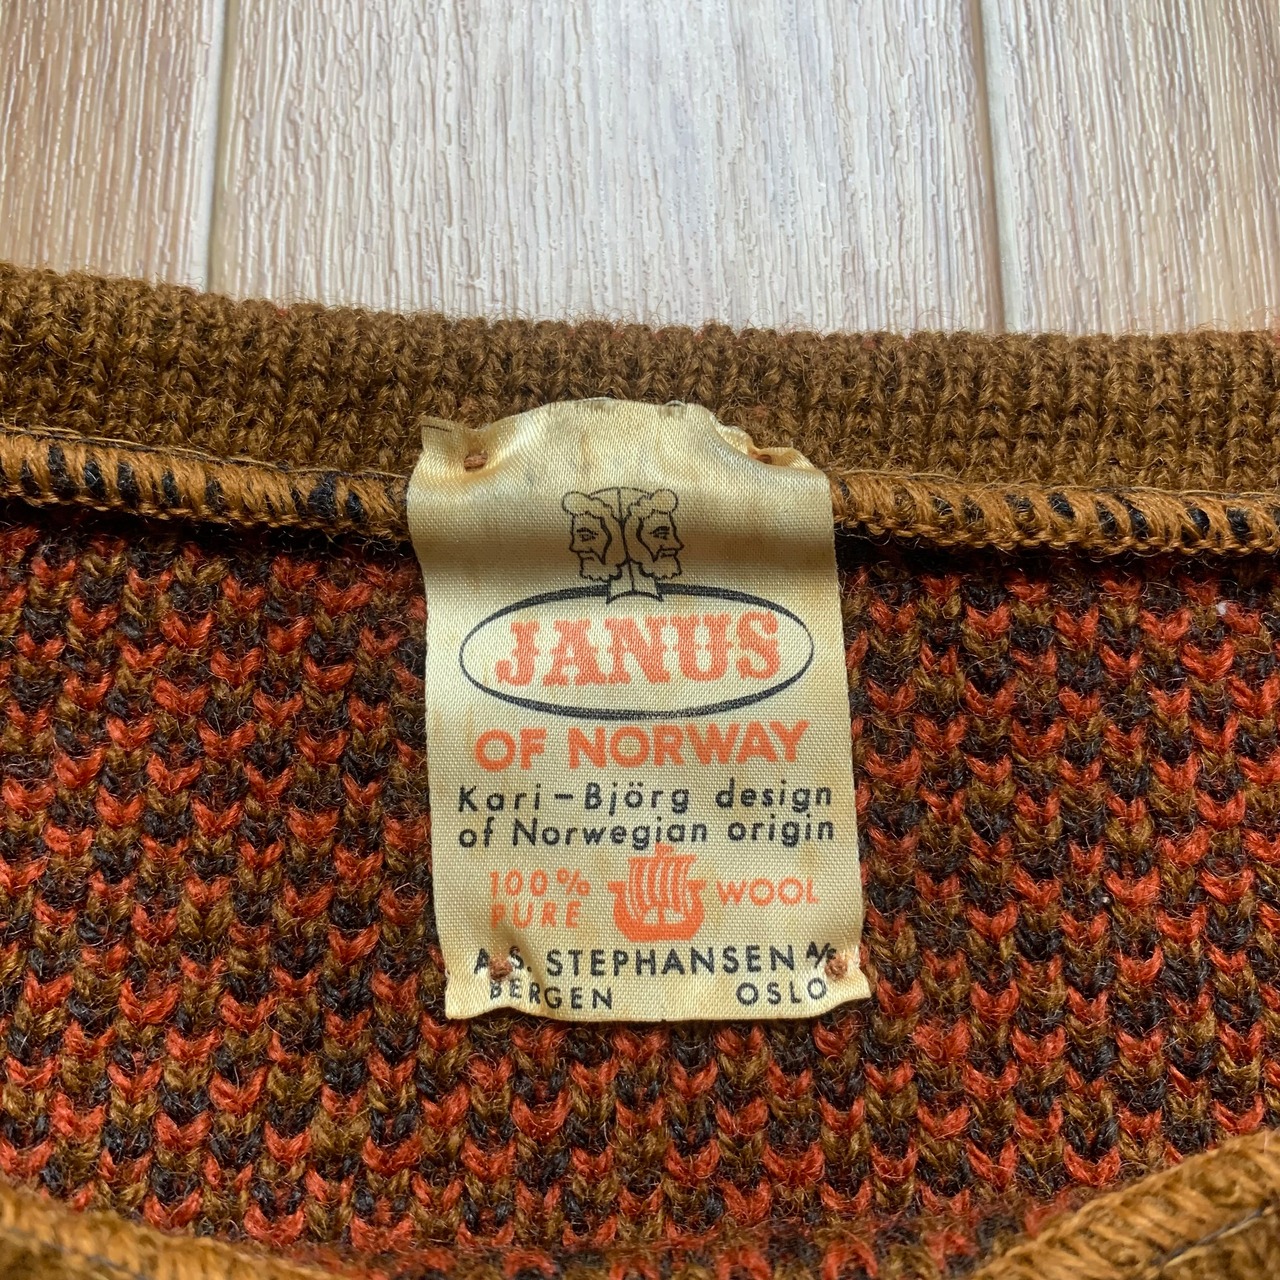 JANUS
OF NORWAY
Kari-Björg design
of Norwegian origin
100% WOOL
PURE
A.S. STEPHANSEN A/S
BERGEN OSLO